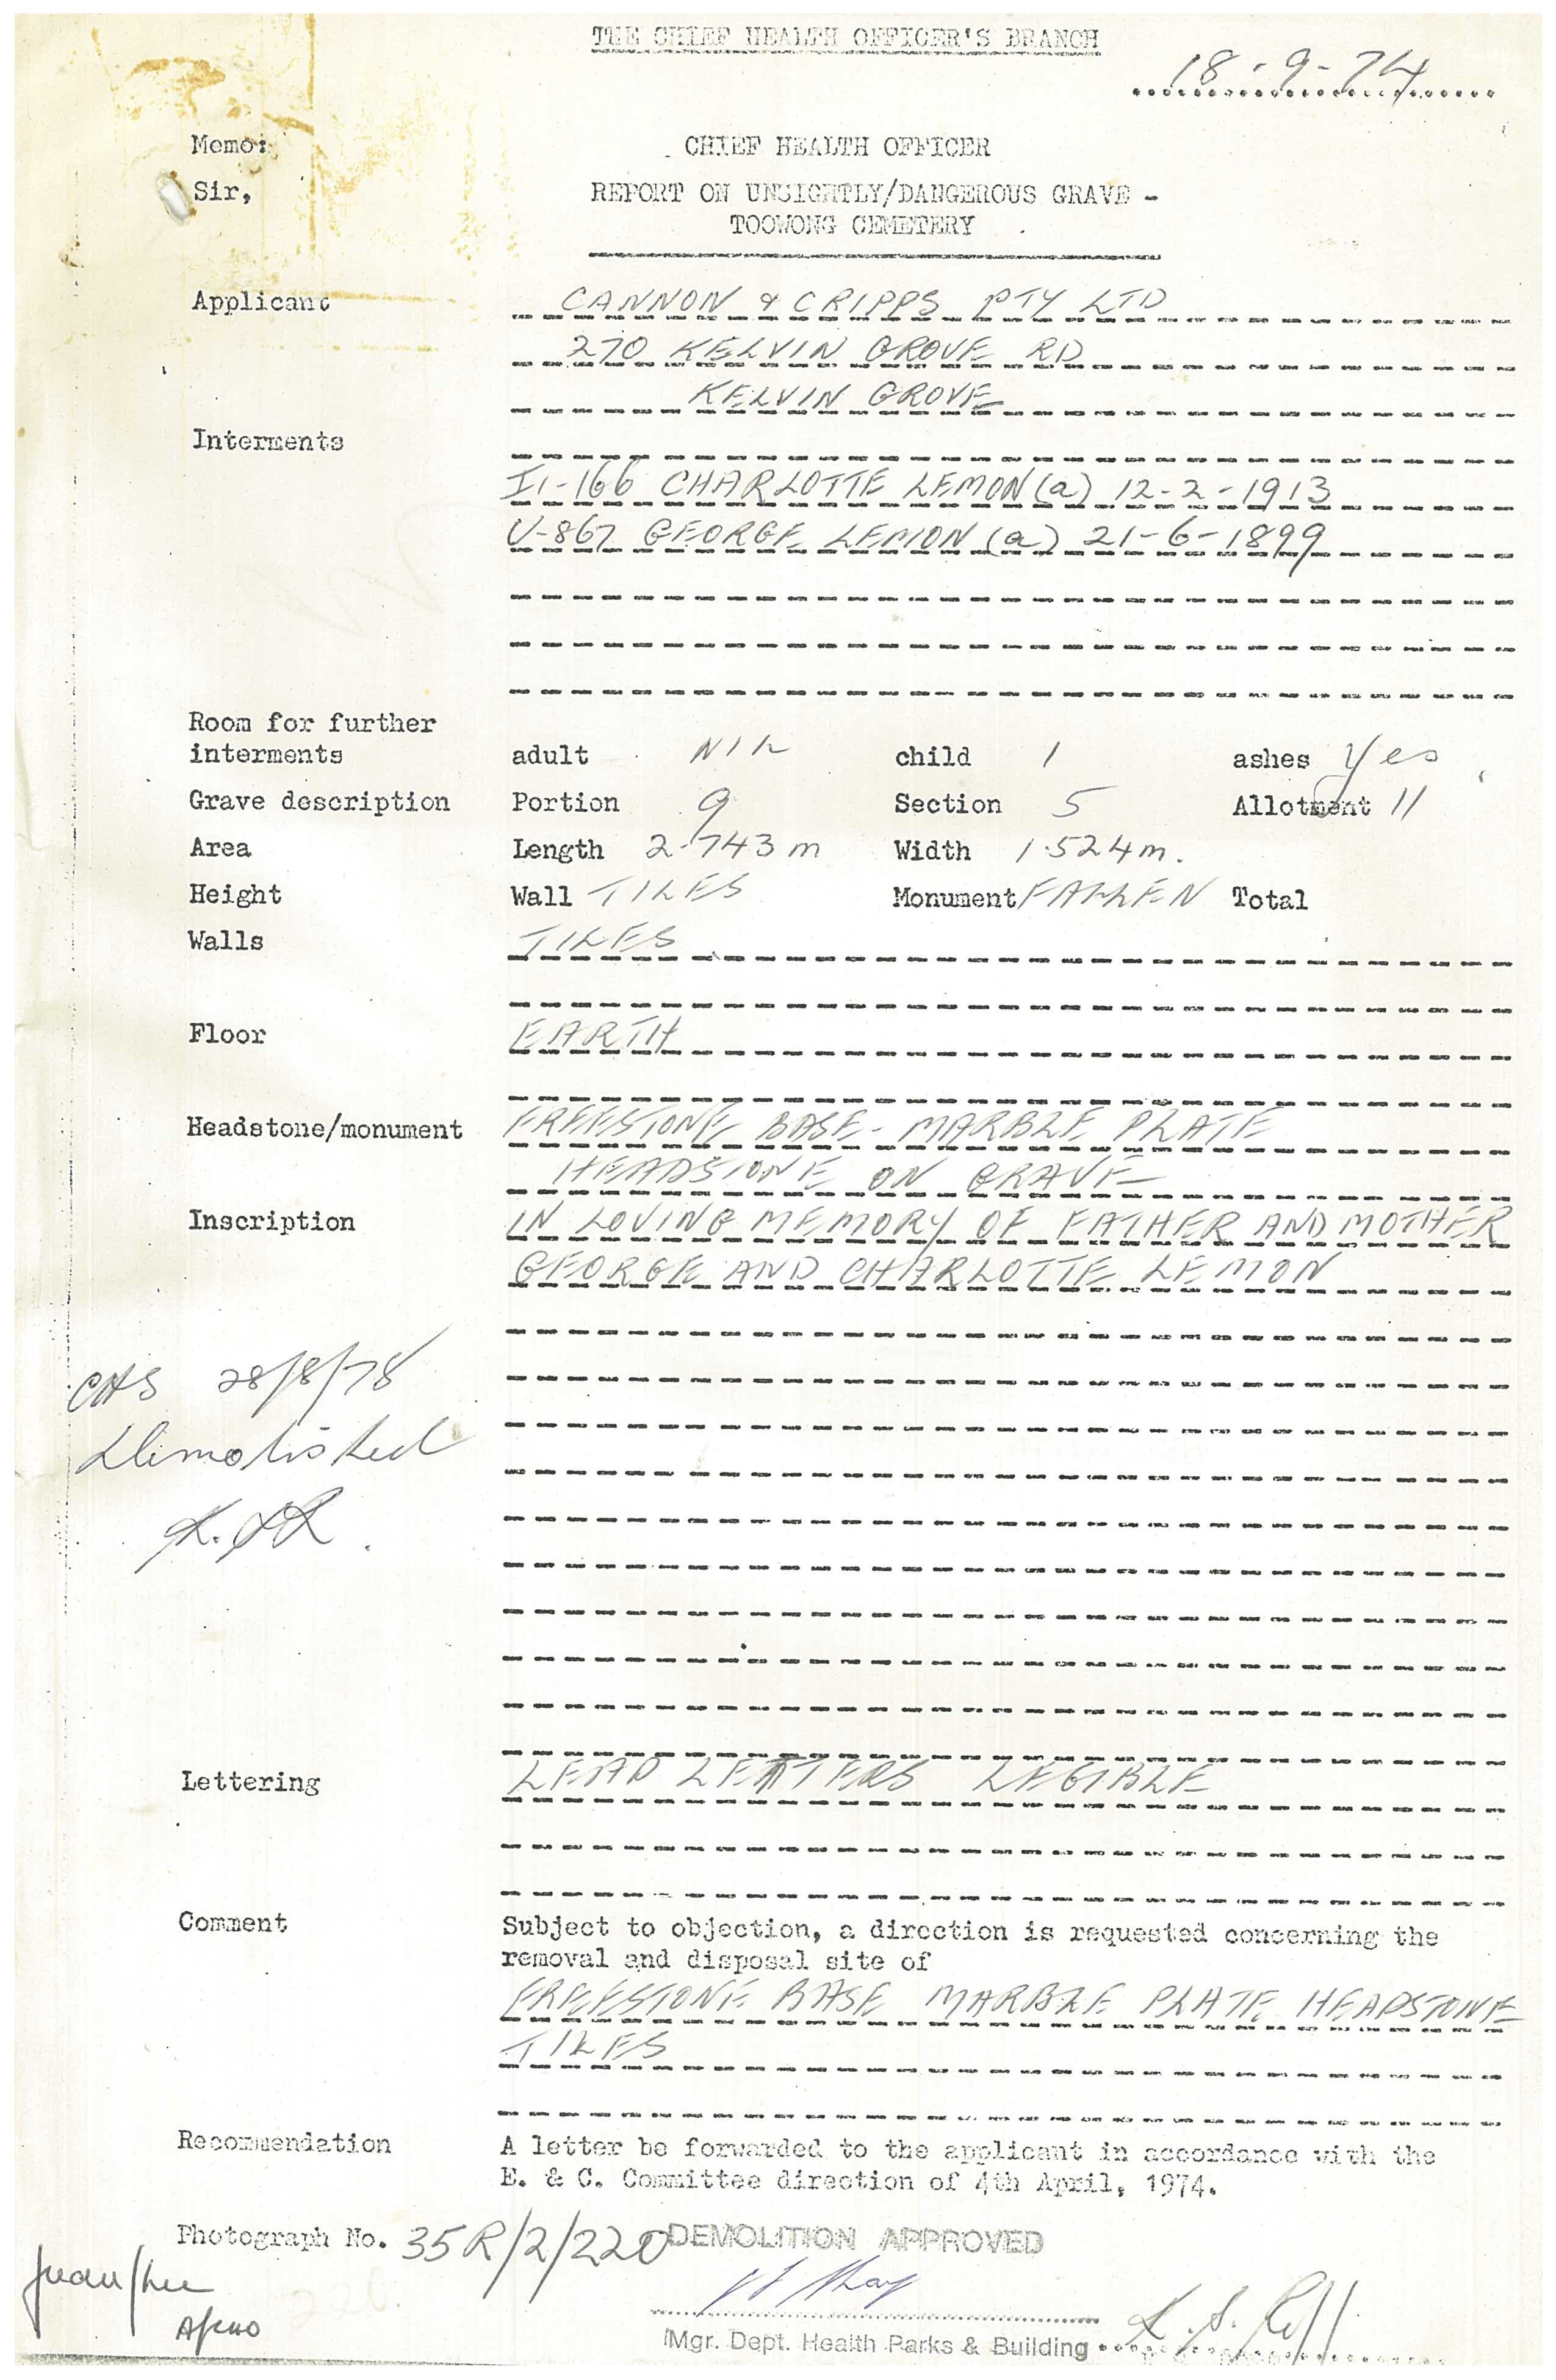 THE CHIEF HEALTH OFFICER'S BRANCH
18-9-74
Memo: CHIEF HEALTH OFFICER
Sir, REPORT ON UNSIGHTLY/DANGEROUS GRAVE -
TOOWONG CEMETERY
Applicant CANNON & CRIPPS PTY LTD
270 KELVIN GROVE RD
KELVIN GROVE
Interments
I1-166 CHARLOTTE LEMON (a) 12-2-1913
U-867 GEORGE LEMON (a) 21-6-1899
Room for further
interments adult NIL child 1 ashes Yes
Grave description Portion 9 Section 5 Allotment 11
Area Length 2.743 m Width 1.524 m.
Height Wall TILES Monument FALLEN Total
Walls TILES
Floor EARTH
Headstone/monument FREESTONE BASE - MARBLE PLATE
HEADSTONE ON GRAVE
Inscription IN LOVING MEMORY OF FATHER AND MOTHER
GEORGE AND CHARLOTTE LEMON
28/8/78
Demolished
Lettering LEAD LETTERS LEGIBLE
Comment Subject to objection, a direction is requested concerning the
removal and disposal site of
FREESTONE BASE MARBLE PLATE HEADSTONE
TILES
Recommendation A letter be forwarded to the applicant in accordance with the
E. & C. Committee direction of 4th April, 1974.
Photograph No. 35R/2/220 DEMOLITION APPROVED
Mgr. Dept. Health Parks & Building